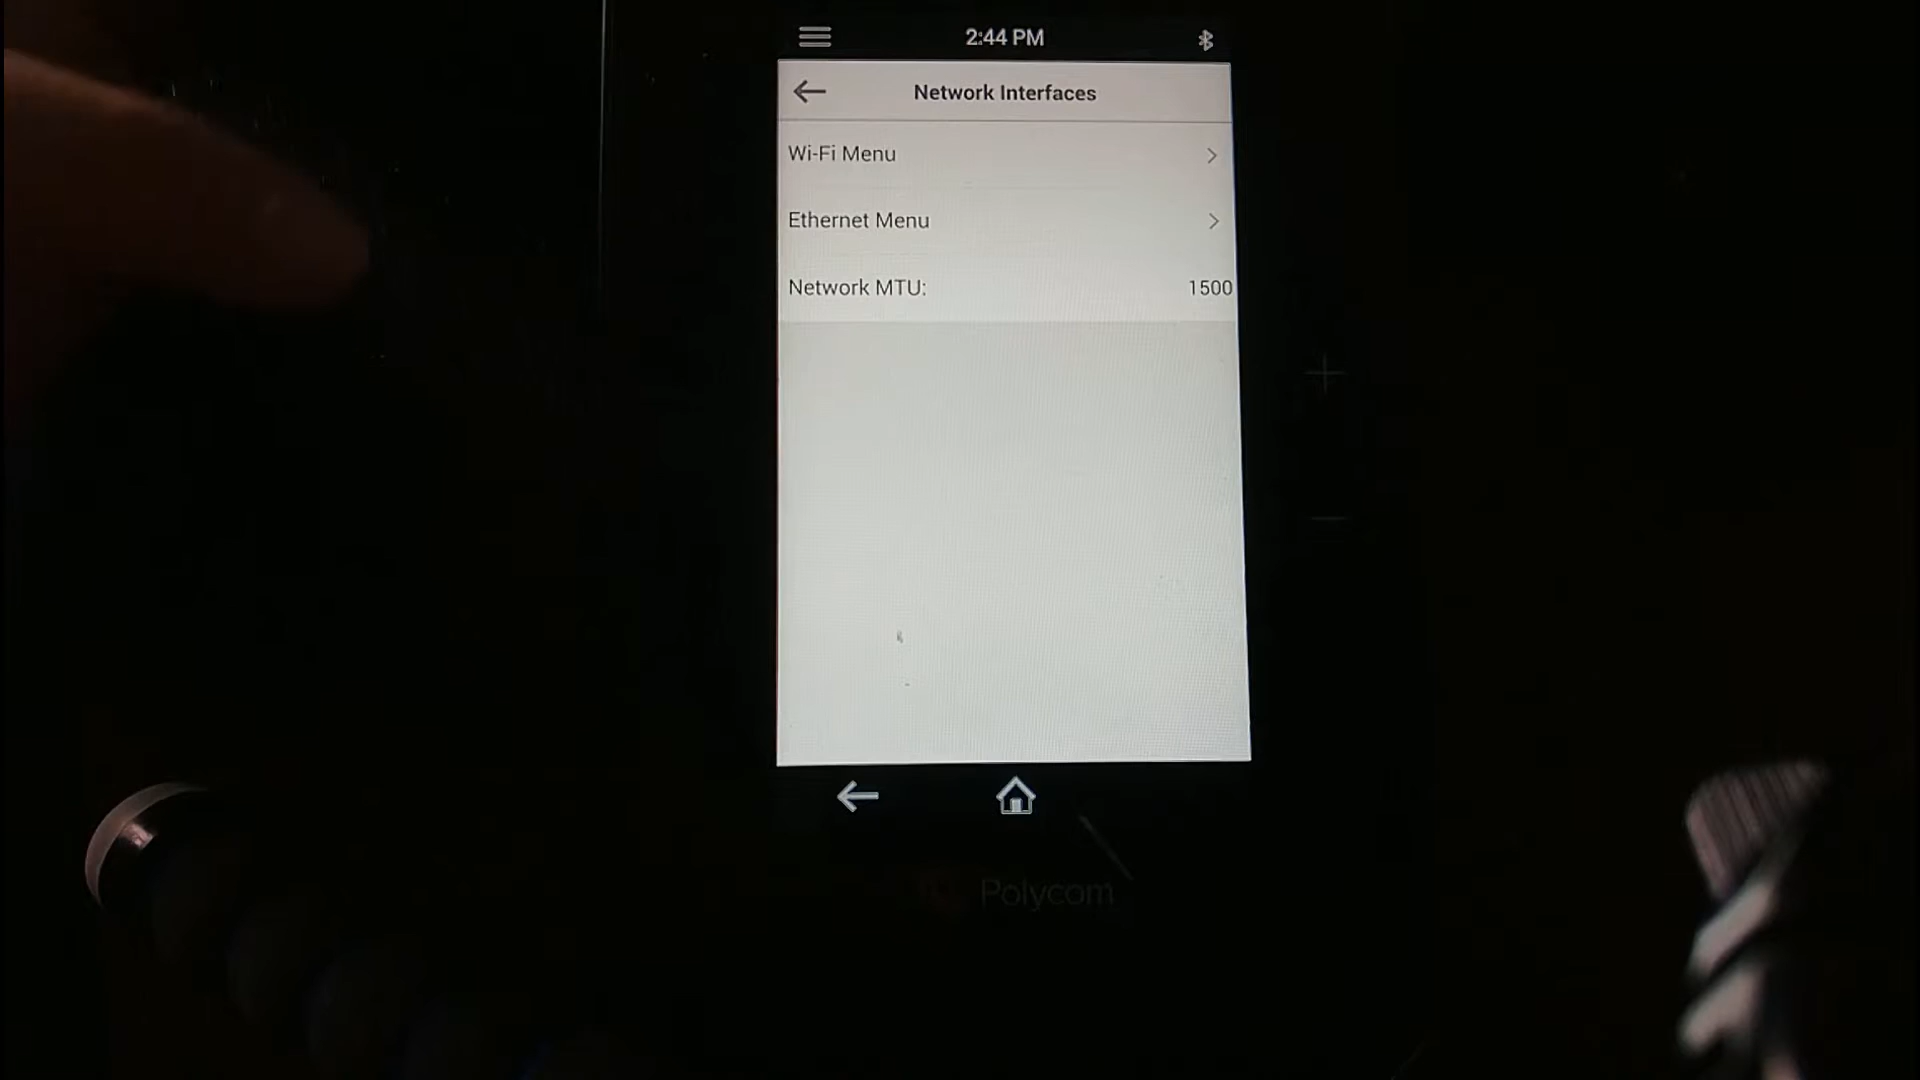 2:44 PM
Network Interfaces
Wi-Fi Menu
Ethernet Menu
Network MTU: 1500
Polycom